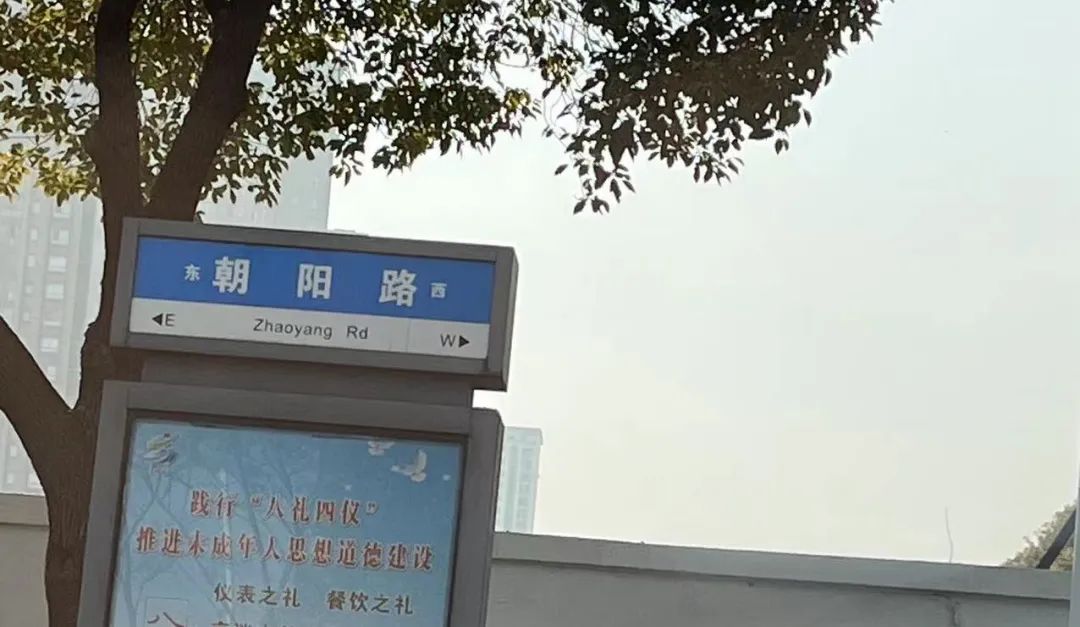 东 朝阳路 西
◀E Zhaoyang Rd W▶
践行“八礼四仪”
推进未成年人思想道德建设
仪表之礼 餐饮之礼
八